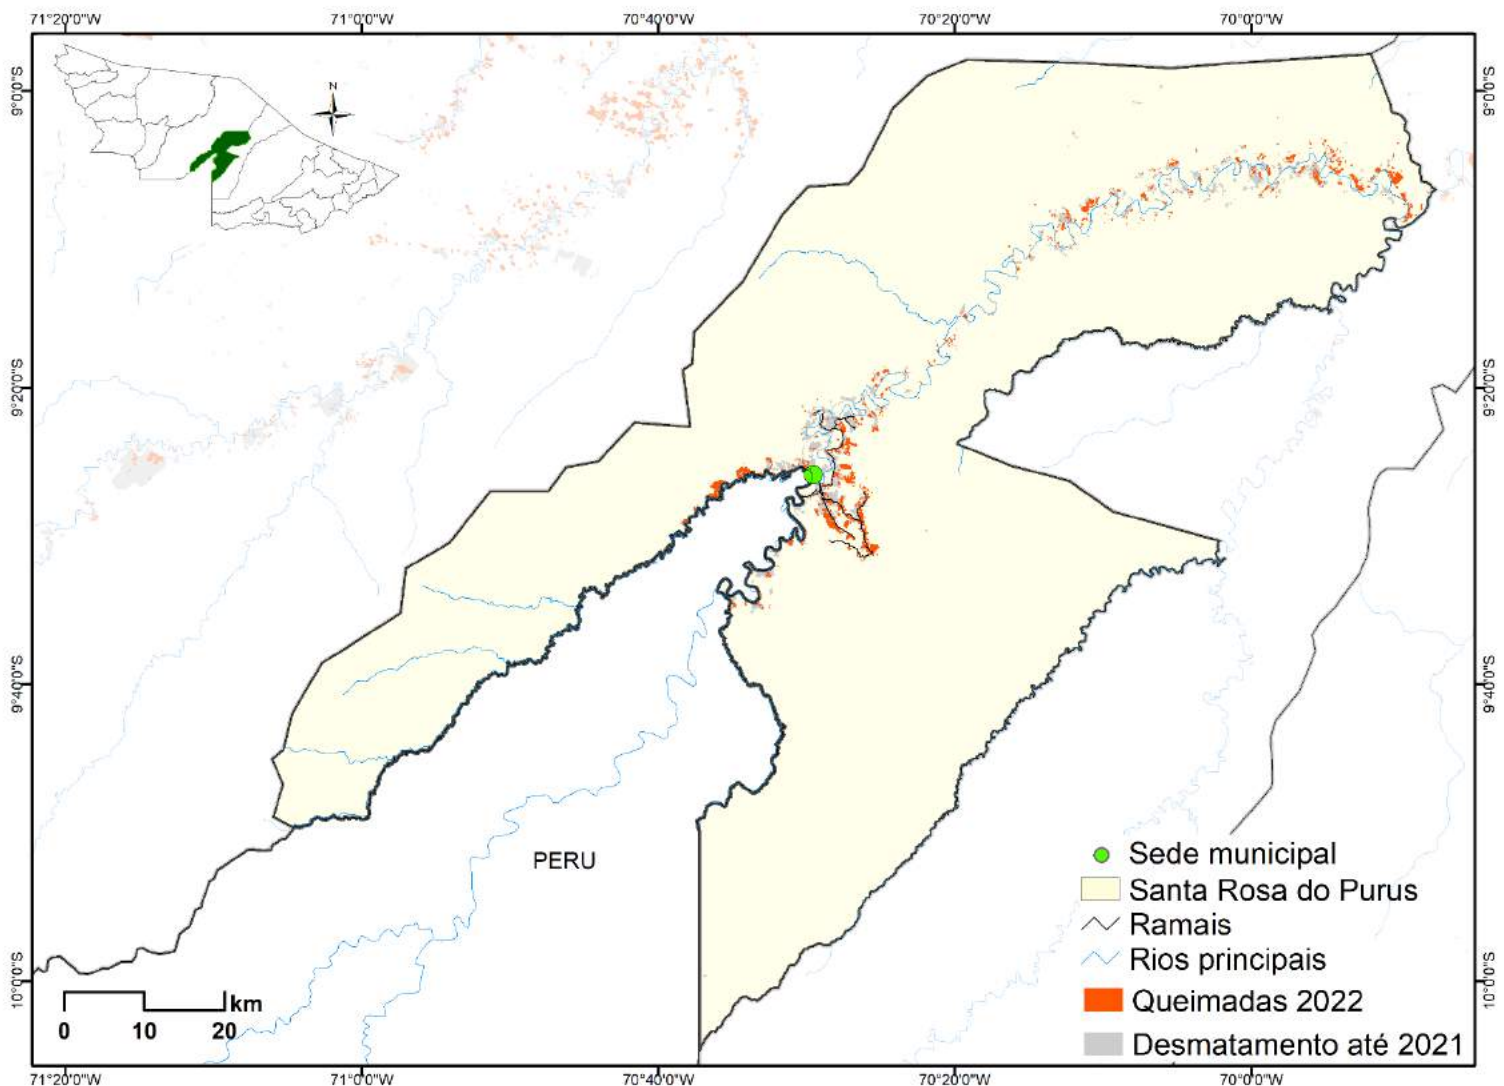 71°20'0"W 71°0'0"W 70°40'0"W 70°20'0"W 70°0'0"W
N
9°0'0"S 9°0'0"S
9°20'0"S 9°20'0"S
9°40'0"S 9°40'0"S
PERU
Sede municipal
Santa Rosa do Purus
Ramais
Rios principais
Queimadas 2022
Desmatamento até 2021
10°0'0"S 10°0'0"S
km
0 10 20
71°20'0"W 71°0'0"W 70°40'0"W 70°20'0"W 70°0'0"W